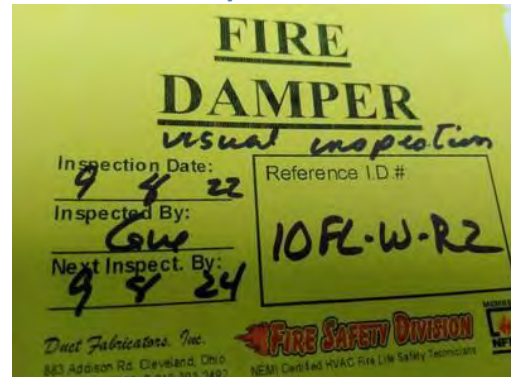 FIRE
DAMPER
visual inspection
Inspection Date:
9 8 22
Inspected By:
Next Inspect. By:
9 8 24
Reference I.D.#
10FL-W-R2
Duct Fabricators, Inc.
883 Addison Rd. Cleveland, Ohio
FIRE SAFETY DIVISION
NEMI Certified HVAC Fire Life Safety Technicians